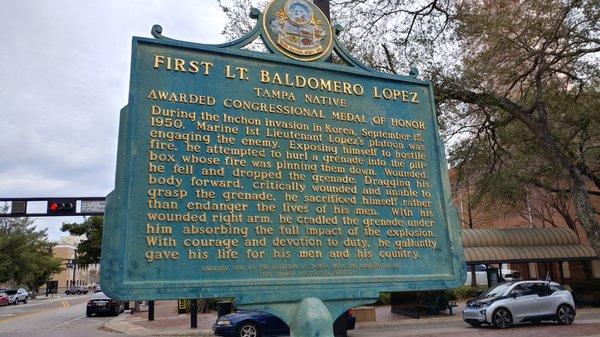 FIRST LT. BALDOMERO LOPEZ
TAMPA NATIVE
AWARDED CONGRESSIONAL MEDAL OF HONOR
During the Inchon invasion in Korea, September 15,
1950, Marine 1st Lieutenant Lopez's platoon was
engaging the enemy. Exposing himself to hostile
fire, he attempted to hurl a grenade into the pill-
box whose fire was pinning them down. Wounded,
he fell and dropped the grenade. Dragging his
body forward, critically wounded and unable to
grasp the grenade, he sacrificed himself rather
than endanger the lives of his men. With his
wounded right arm, he cradled the grenade under
him absorbing the full impact of the explosion.
With courage and devotion to duty, he gallantly
gave his life for his men and his country.